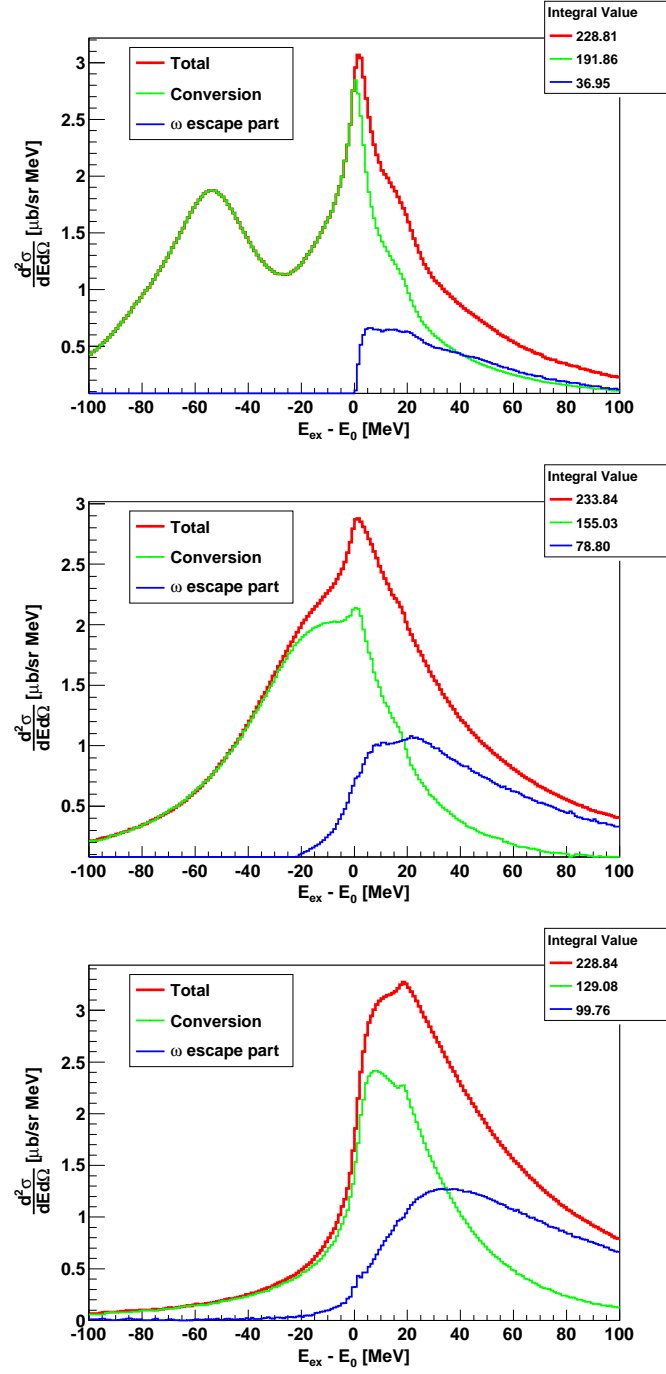 Integral Value
228.81
191.86
36.95
Total
Conversion
ω escape part
3
2.5
2
1.5
1
0.5
d²σ/dEdΩ [μb/sr MeV]
-100 -80 -60 -40 -20 0 20 40 60 80 100
E_ex - E_0 [MeV]
Integral Value
233.84
155.03
78.80
Total
Conversion
ω escape part
3
2.5
2
1.5
1
0.5
d²σ/dEdΩ [μb/sr MeV]
-100 -80 -60 -40 -20 0 20 40 60 80 100
E_ex - E_0 [MeV]
Integral Value
228.84
129.08
99.76
Total
Conversion
ω escape part
3
2.5
2
1.5
1
0.5
0
d²σ/dEdΩ [μb/sr MeV]
-100 -80 -60 -40 -20 0 20 40 60 80 100
E_ex - E_0 [MeV]